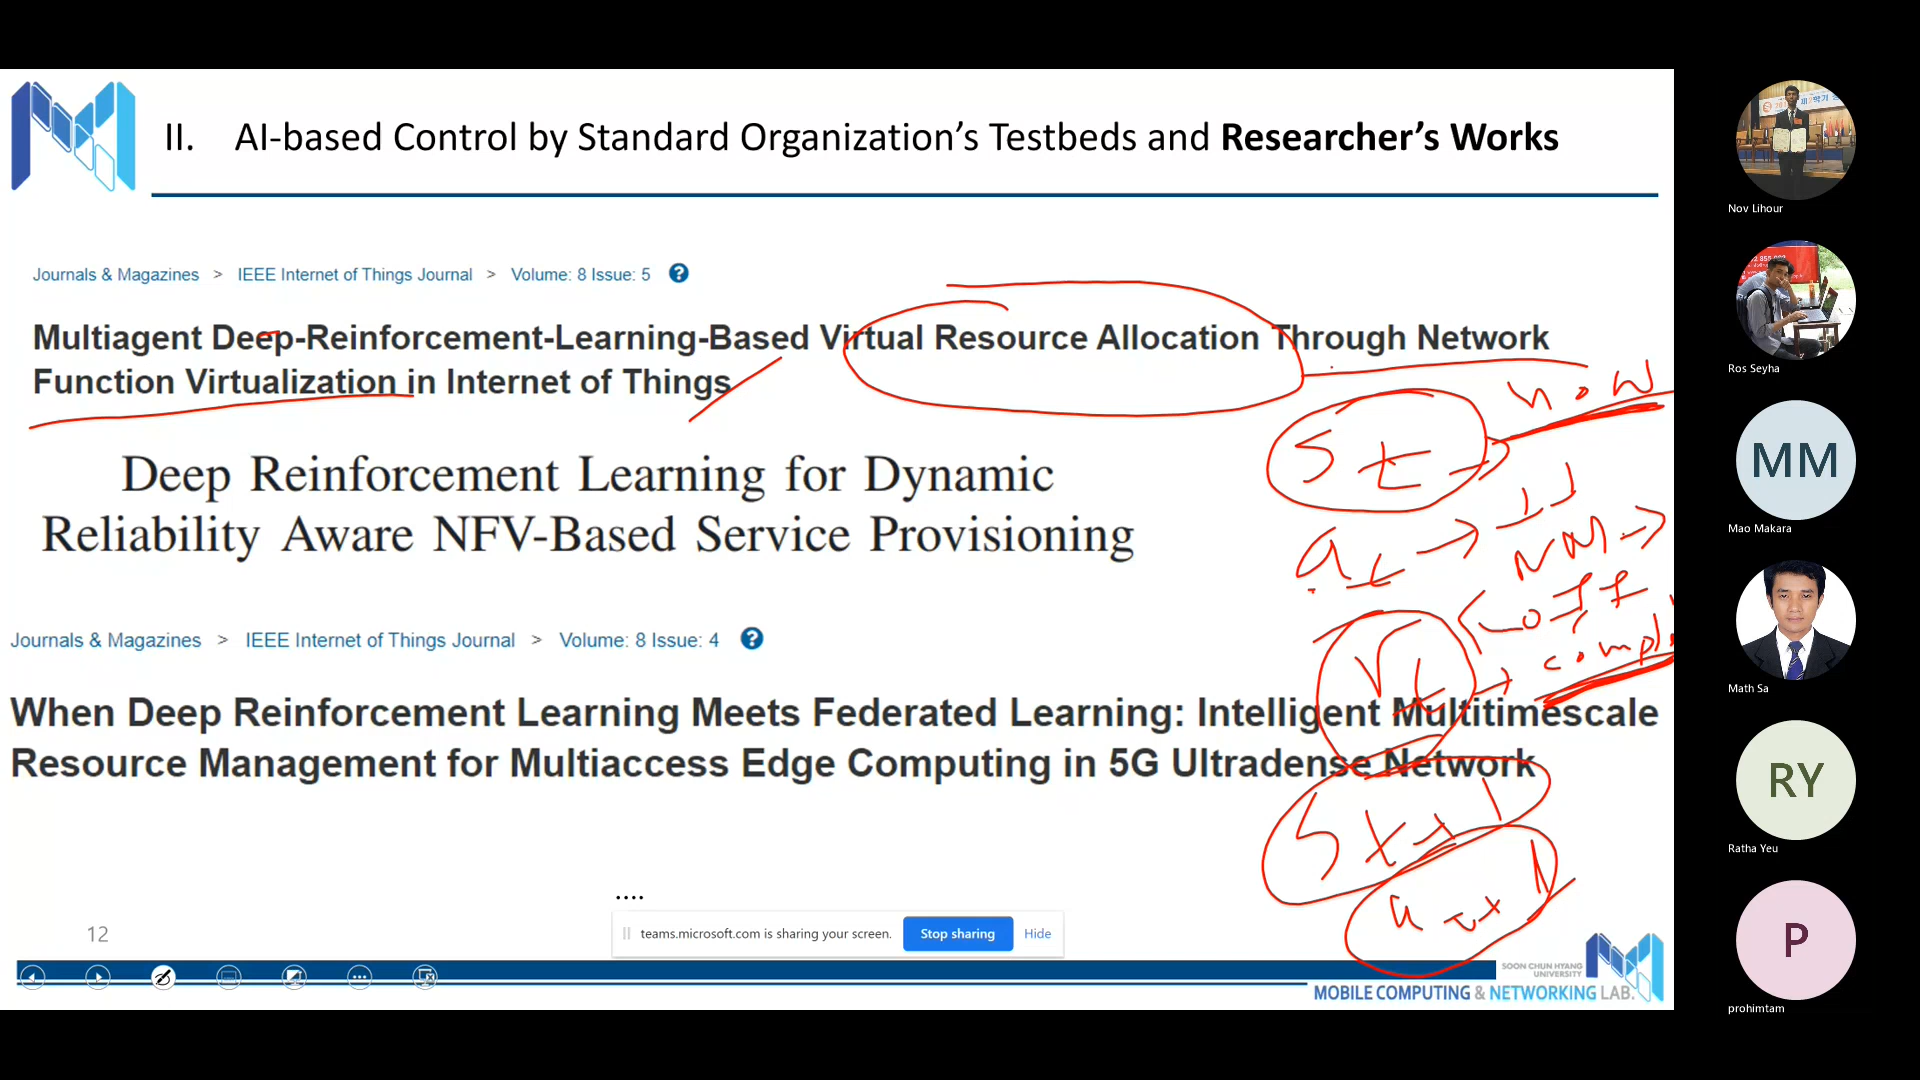 II. AI-based Control by Standard Organization's Testbeds and Researcher's Works
Journals & Magazines > IEEE Internet of Things Journal > Volume: 8 Issue: 5 ?
Multiagent Deep-Reinforcement-Learning-Based Virtual Resource Allocation Through Network
Function Virtualization in Internet of Things
now
St
at
Deep Reinforcement Learning for Dynamic
Reliability Aware NFV-Based Service Provisioning
Journals & Magazines > IEEE Internet of Things Journal > Volume: 8 Issue: 4 ?
rt
When Deep Reinforcement Learning Meets Federated Learning: Intelligent Multitimescale
Resource Management for Multiaccess Edge Computing in 5G Ultradense Network
St+1
at+1
....
12
teams.microsoft.com is sharing your screen.
Stop sharing
Hide
SOON CHUN HYANG
UNIVERSITY
MOBILE COMPUTING & NETWORKING LAB.
Nov Lihour
Ros Seyha
MM
Mao Makara
Math Sa
RY
Ratha Yeu
P
prohimtam